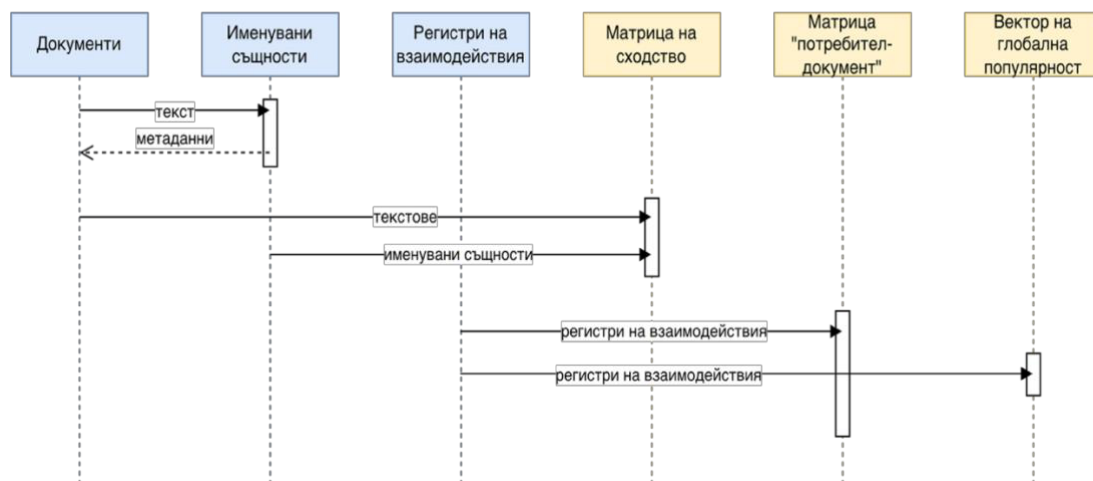 Документи
Именувани
същности
Регистри на
взаимодействия
Матрица на
сходство
Матрица
"потребител-
документ"
Вектор на
глобална
популярност
текст
метаданни
текстове
именувани същности
регистри на взаимодействия
регистри на взаимодействия